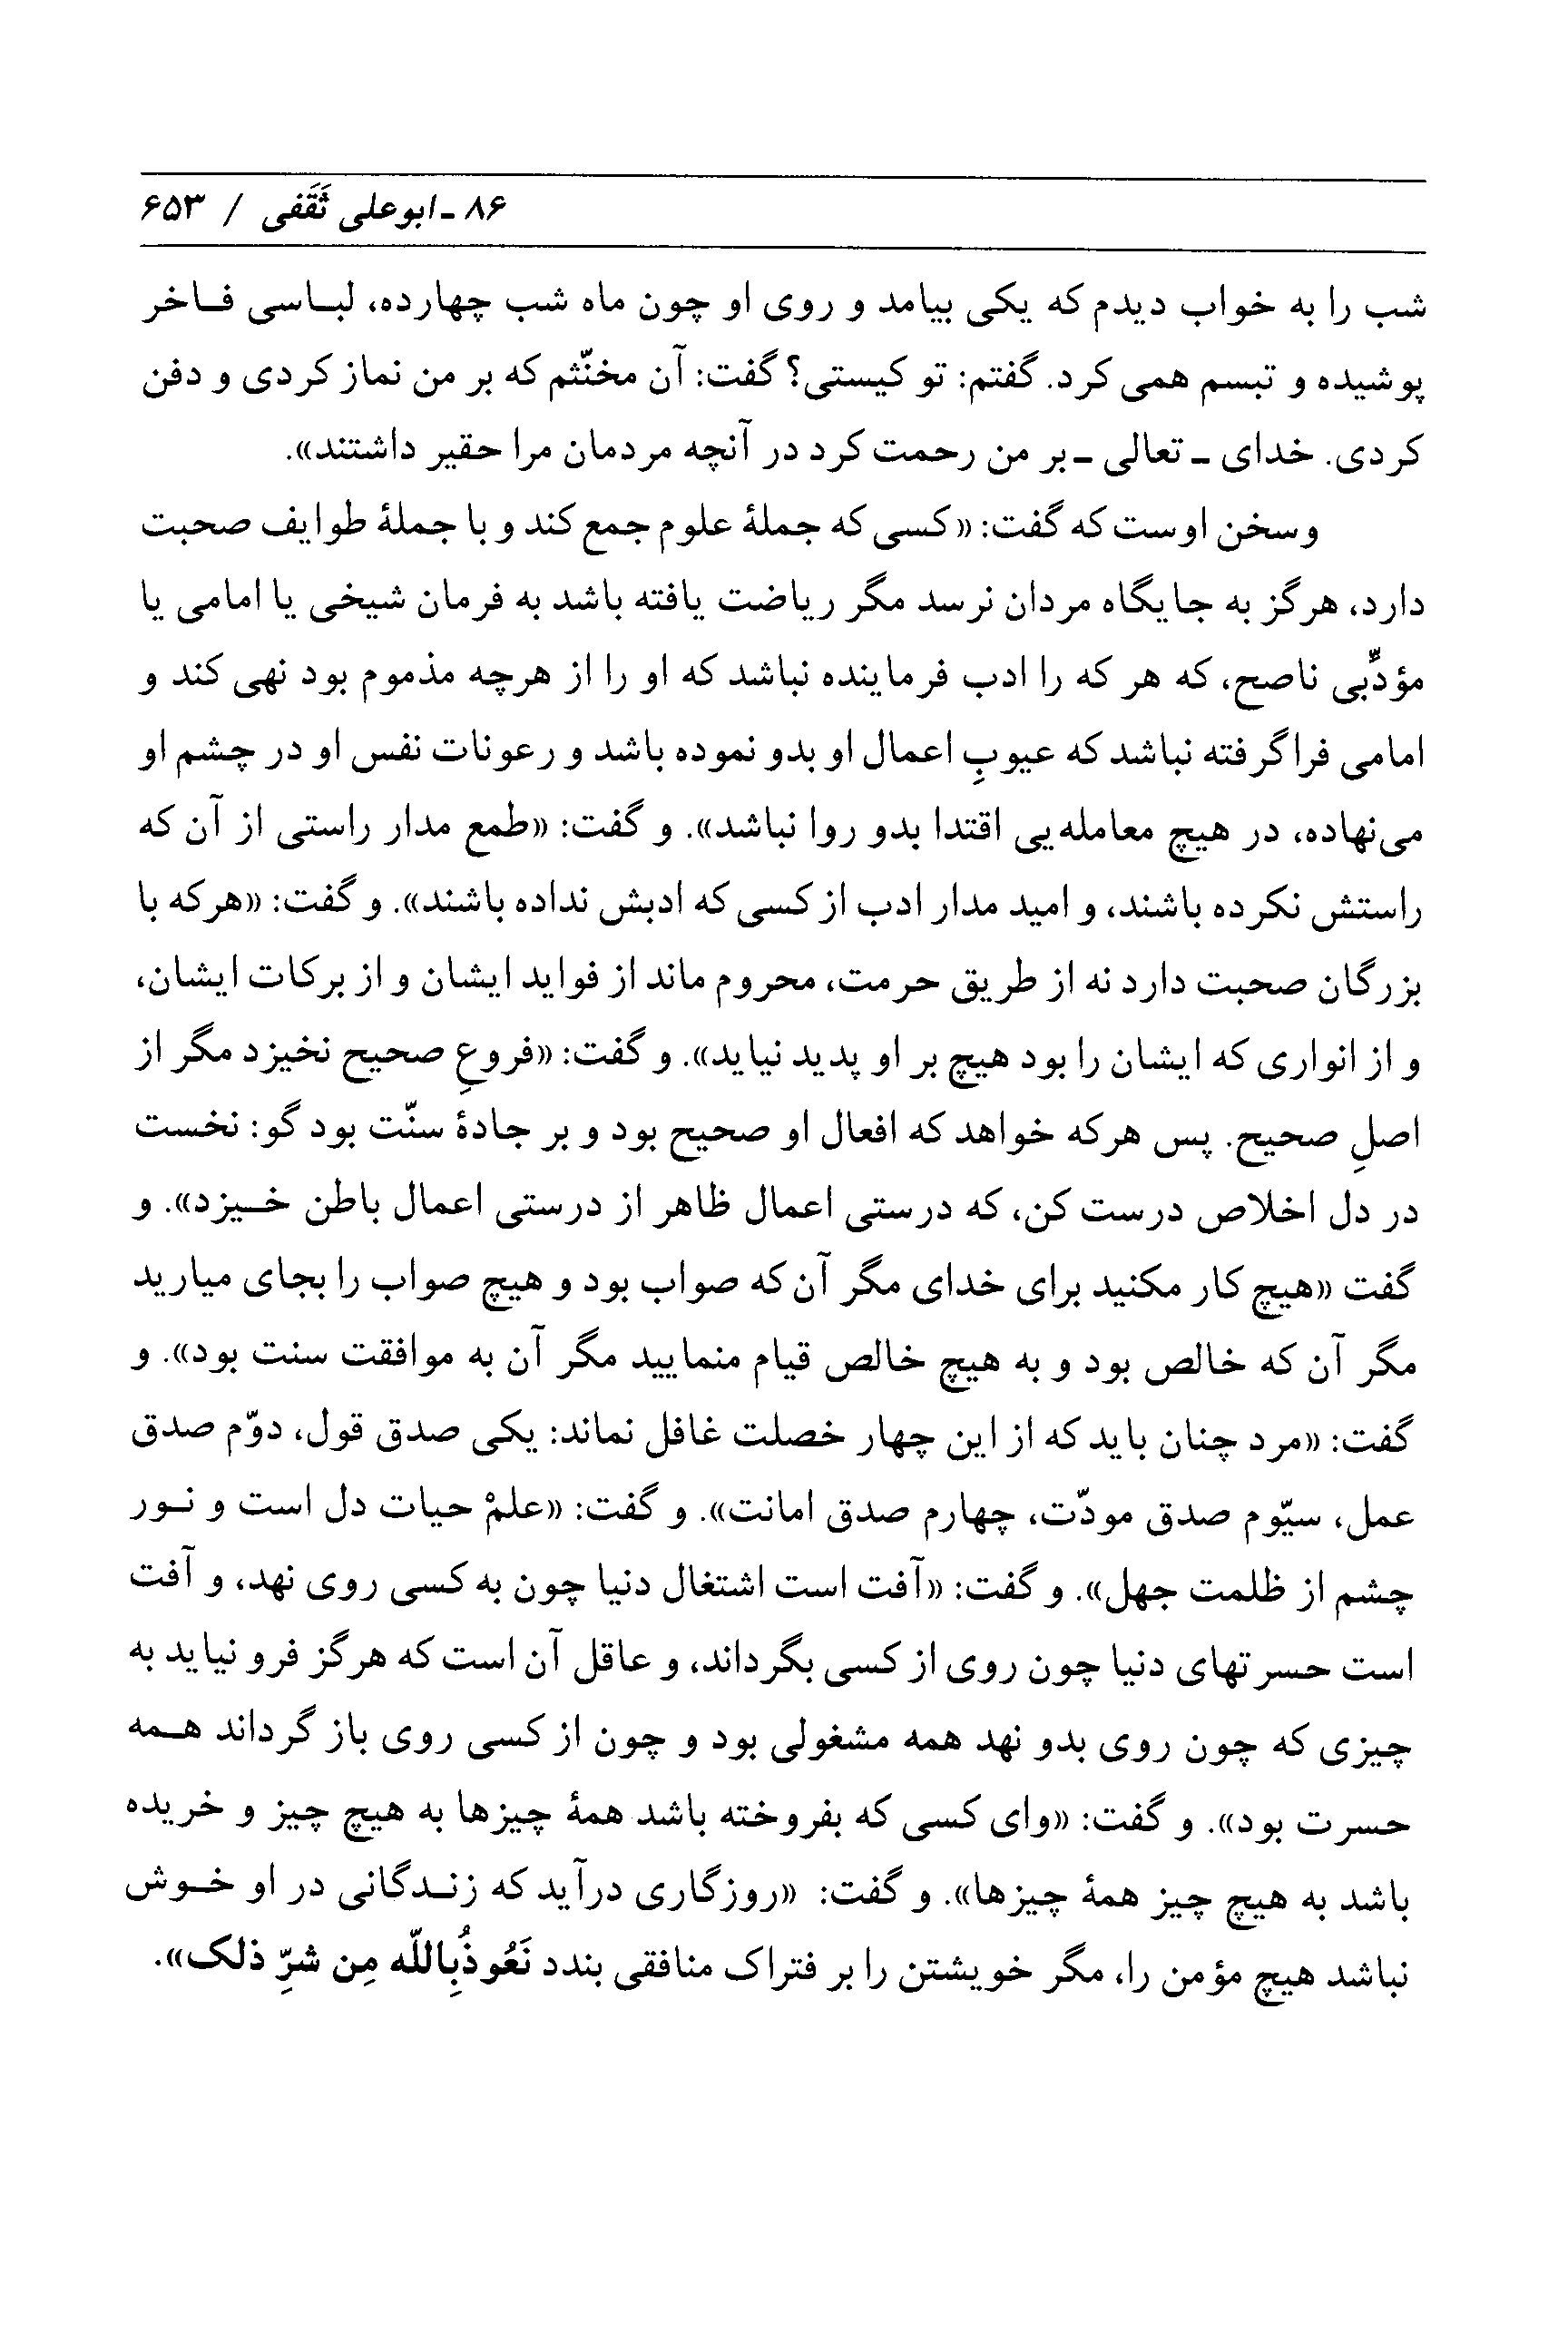 ۸۶ ـ ابوعلی ثَقَفی / ۶۵۳
شب را به خواب دیدم که یکی بیامد و روی او چون ماه شب چهارده، لباسی فاخر
پوشیده و تبسم همی کرد. گفتم: تو کیستی؟ گفت: آن مخنّثم که بر من نماز کردی و دفن
کردی. خدای ـ تعالی ـ بر من رحمت کرد در آنچه مردمان مرا حقیر داشتند».
وسخن اوست که گفت: «کسی که جملهٔ علوم جمع کند و با جملهٔ طوایف صحبت
دارد، هرگز به جایگاه مردان نرسد مگر ریاضت یافته باشد به فرمان شیخی یا امامی یا
مؤدّبی ناصح، که هر که را ادب فرماینده نباشد که او را از هرچه مذموم بود نهی کند و
امامی فراگرفته نباشد که عیوبِ اعمال او بدو نموده باشد و رعونات نفس او در چشم او
می‌نهاده، در هیچ معامله‌یی اقتدا بدو روا نباشد». و گفت: «طمع مدار راستی از آن که
راستش نکرده باشند، و امید مدار ادب از کسی که ادبش نداده باشند». و گفت: «هرکه با
بزرگان صحبت دارد نه از طریق حرمت، محروم ماند از فواید ایشان و از برکات ایشان،
و از انواری که ایشان را بود هیچ بر او پدید نیاید». و گفت: «فروعِ صحیح نخیزد مگر از
اصلِ صحیح. پس هرکه خواهد که افعال او صحیح بود و بر جادهٔ سنّت بود گو: نخست
در دل اخلاص درست کن، که درستی اعمال ظاهر از درستی اعمال باطن خیزد». و
گفت «هیچ کار مکنید برای خدای مگر آن‌که صواب بود و هیچ صواب را بجای میارید
مگر آن که خالص بود و به هیچ خالص قیام منمایید مگر آن به موافقت سنت بود». و
گفت: «مرد چنان باید که از این چهار خصلت غافل نماند: یکی صدق قول، دوّم صدق
عمل، سیّوم صدق مودّت، چهارم صدق امانت». و گفت: «علمْ حیات دل است و نور
چشم از ظلمت جهل». و گفت: «آفت است اشتغال دنیا چون به کسی روی نهد، و آفت
است حسرتهای دنیا چون روی از کسی بگرداند، و عاقل آن است که هرگز فرو نیاید به
چیزی که چون روی بدو نهد همه مشغولی بود و چون از کسی روی باز گرداند همه
حسرت بود». و گفت: «وای کسی که بفروخته باشد همهٔ چیزها به هیچ چیز و خریده
باشد به هیچ چیز همهٔ چیزها». و گفت: «روزگاری درآید که زندگانی در او خوش
نباشد هیچ مؤمن را، مگر خویشتن را بر فتراک منافقی بندد نَعُوذُبِاللّه مِن شرِّ ذلک».